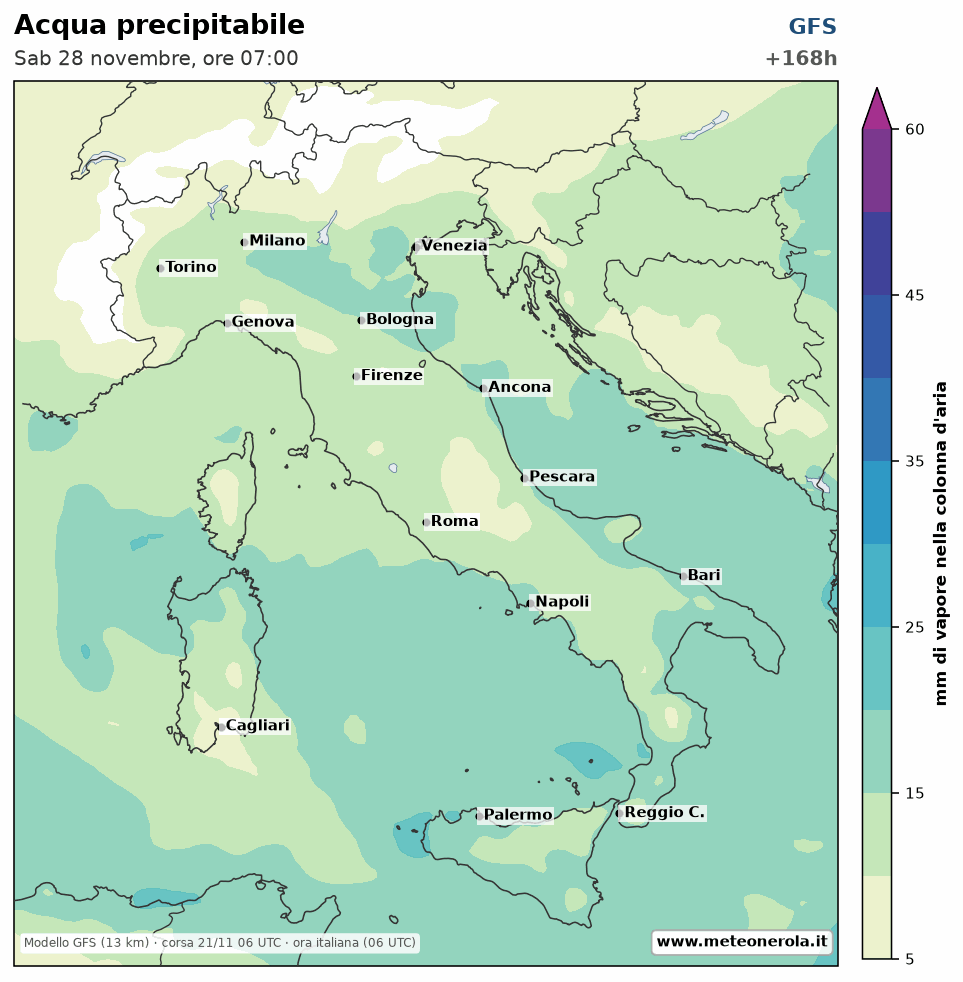 Acqua precipitabile
GFS
Sab 28 novembre, ore 07:00
+168h
Milano
Venezia
Torino
Genova
Bologna
Firenze
Ancona
Pescara
Roma
Bari
Napoli
Cagliari
Palermo
Reggio C.
60
45
35
25
15
5
mm di vapore nella colonna d'aria
Modello GFS (13 km) · corsa 21/11 06 UTC · ora italiana (06 UTC)
www.meteonerola.it